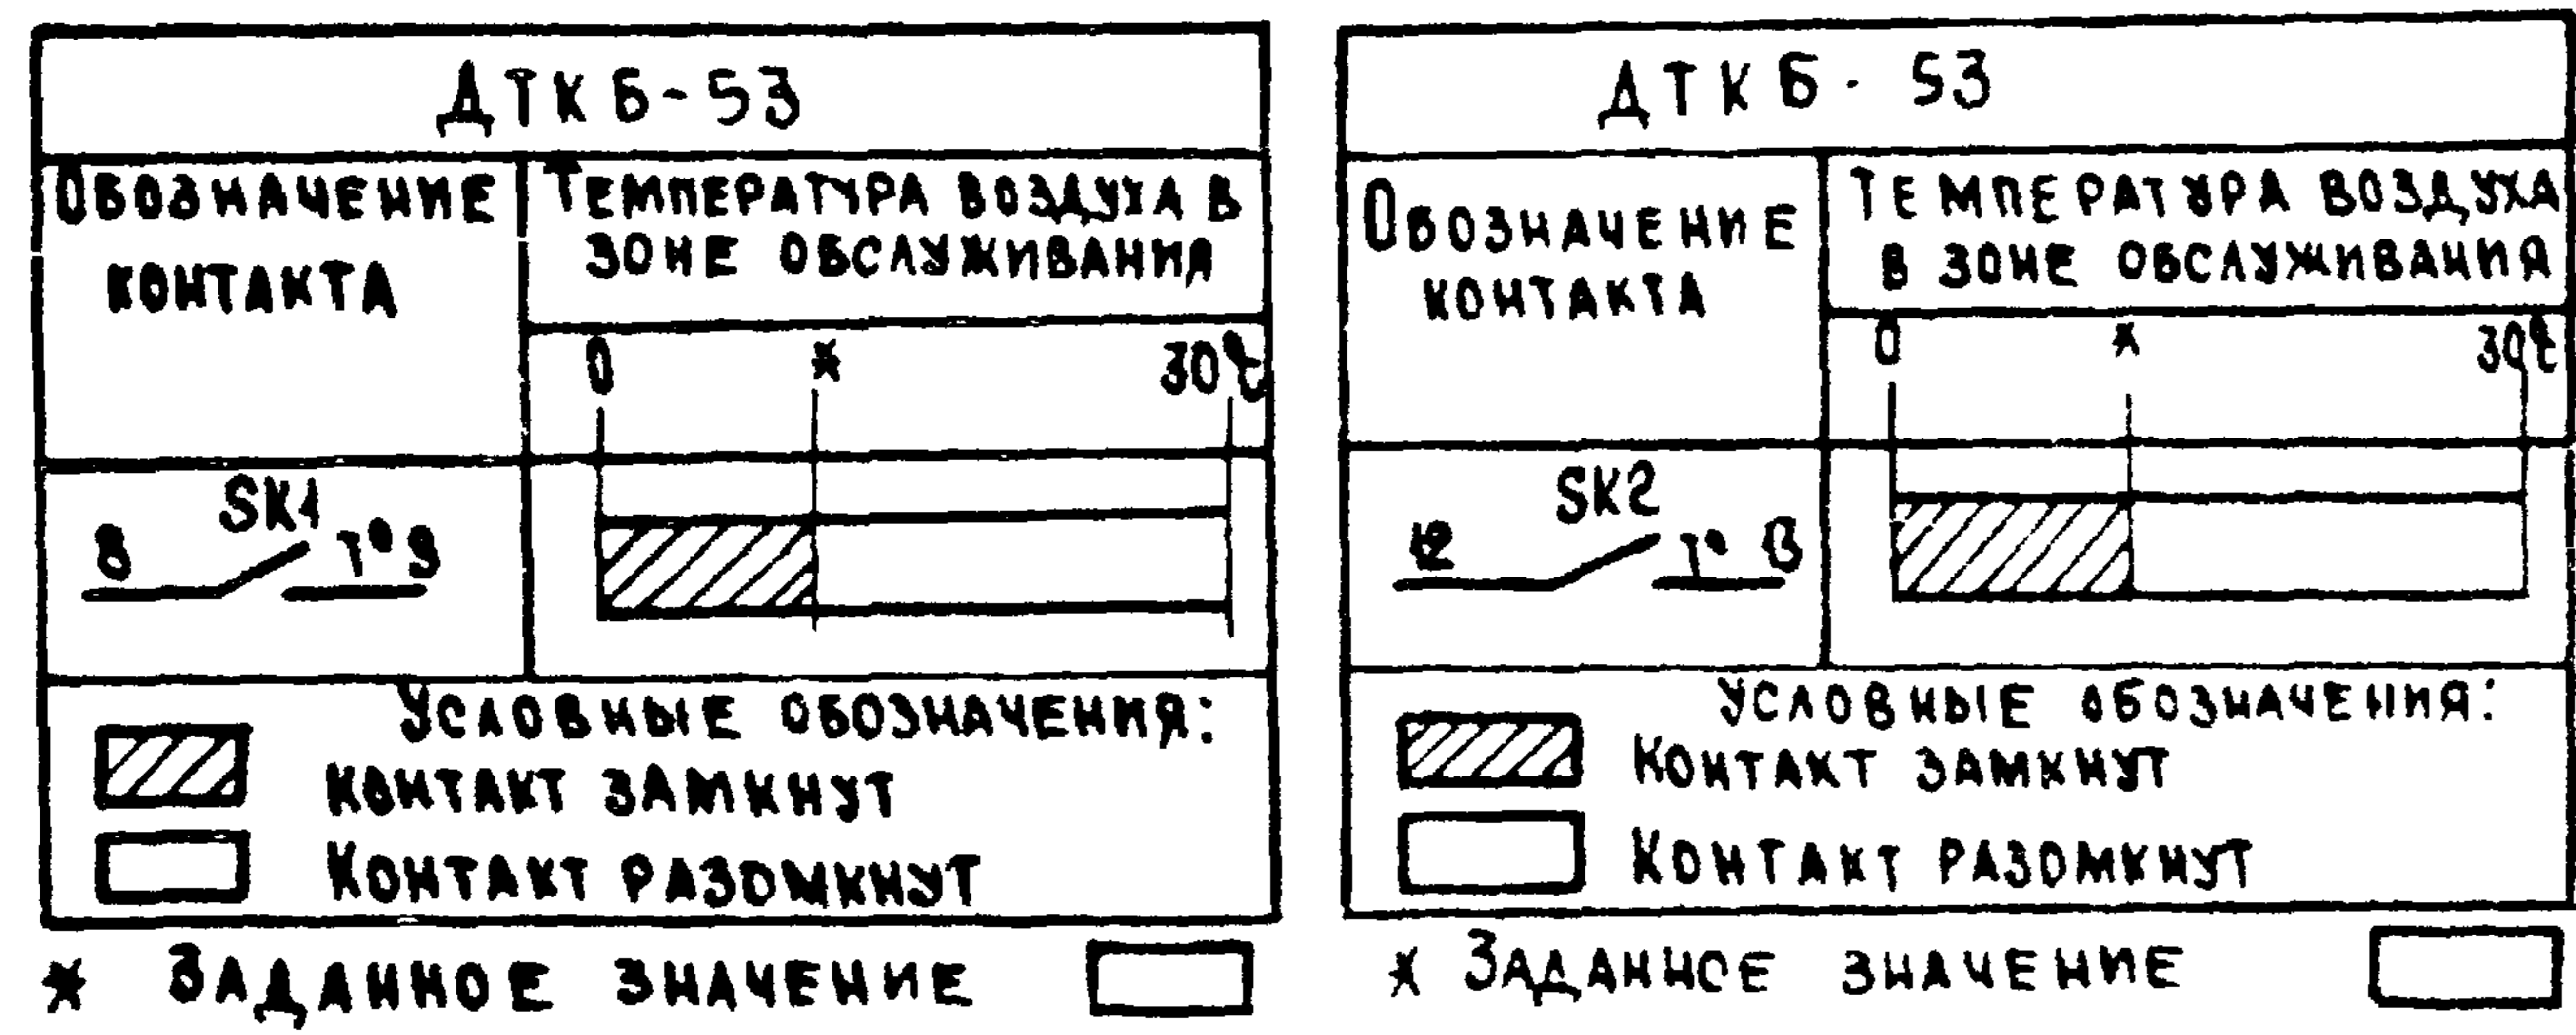 ДТКБ-53
Обозначение
контакта
Температура воздуха в
зоне обслуживания
0 * 30°C
SK1
8 T° 9
Условные обозначения:
Контакт замкнут
Контакт разомкнут
* Заданное значение
ДТКБ-53
Обозначение
контакта
Температура воздуха
в зоне обслуживания
0 * 30°C
SK2
12 T° 13
Условные обозначения:
Контакт замкнут
Контакт разомкнут
* Заданное значение